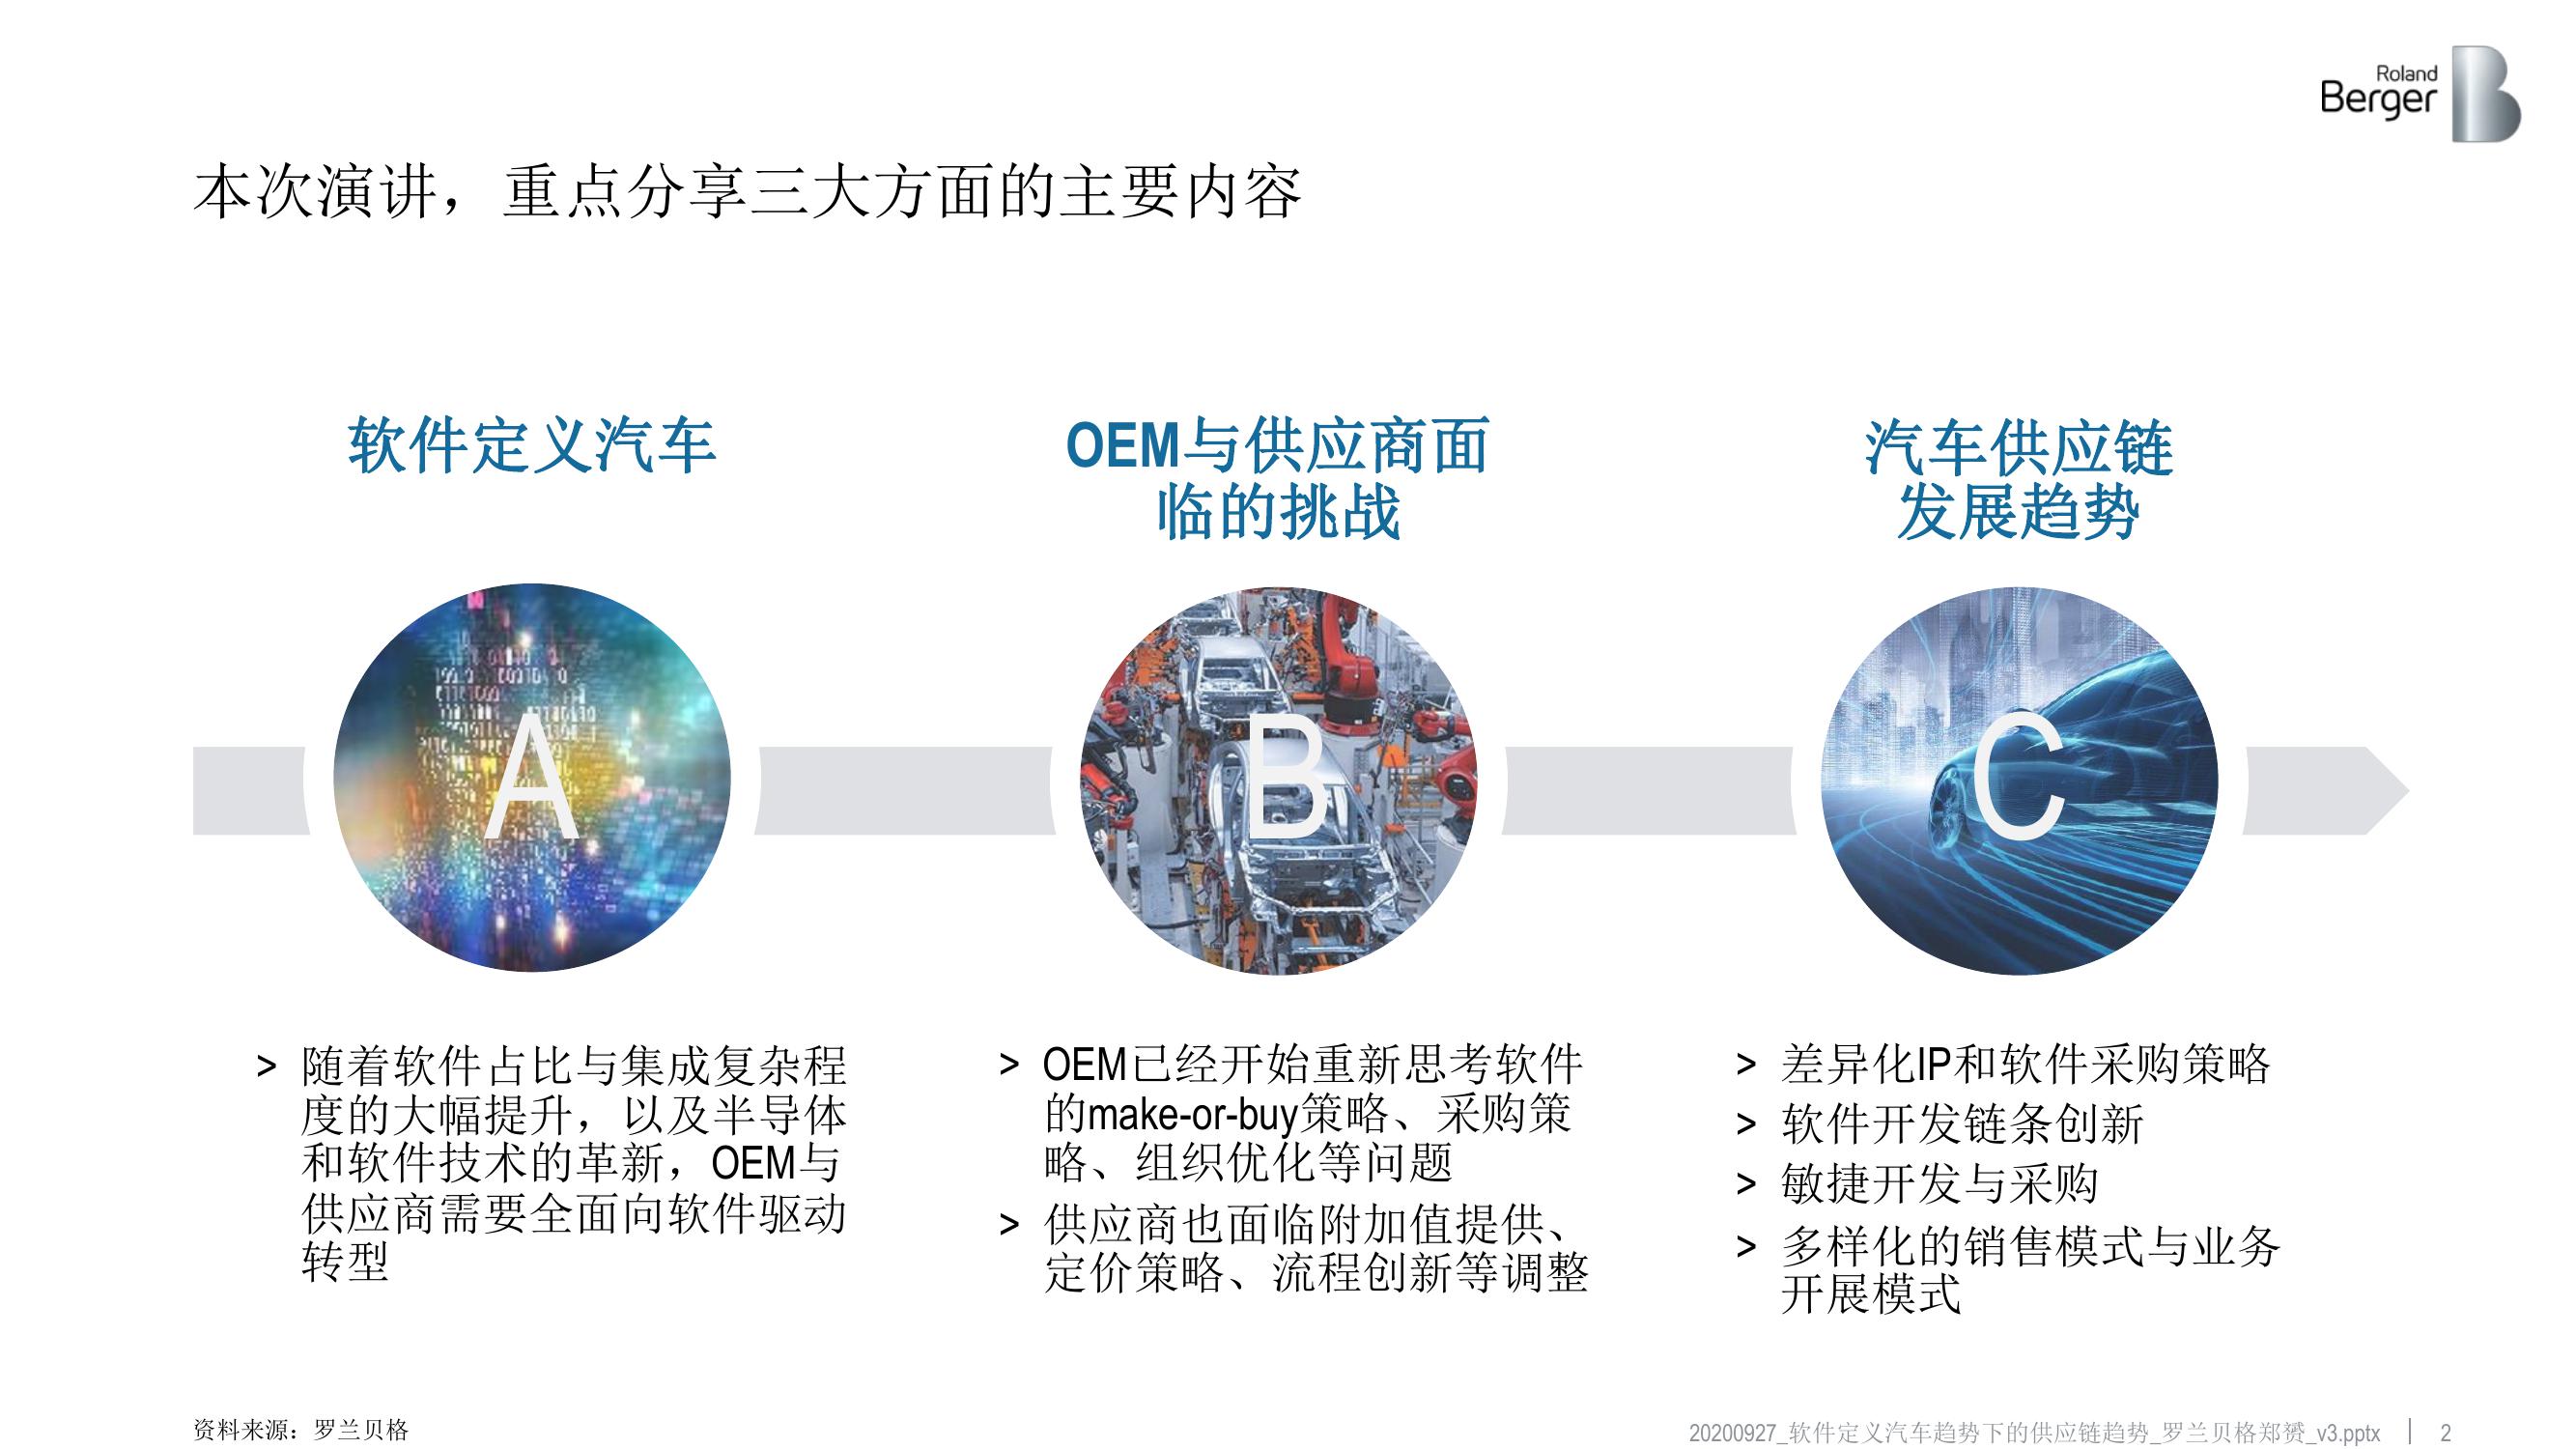 Roland
Berger
本次演讲，重点分享三大方面的主要内容
软件定义汽车
A
> 随着软件占比与集成复杂程
度的大幅提升，以及半导体
和软件技术的革新，OEM与
供应商需要全面向软件驱动
转型
OEM与供应商面
临的挑战
B
> OEM已经开始重新思考软件
的make-or-buy策略、采购策
略、组织优化等问题
> 供应商也面临附加值提供、
定价策略、流程创新等调整
汽车供应链
发展趋势
C
> 差异化IP和软件采购策略
> 软件开发链条创新
> 敏捷开发与采购
> 多样化的销售模式与业务
开展模式
资料来源：罗兰贝格
20200927_软件定义汽车趋势下的供应链趋势_罗兰贝格郑赟_v3.pptx | 2